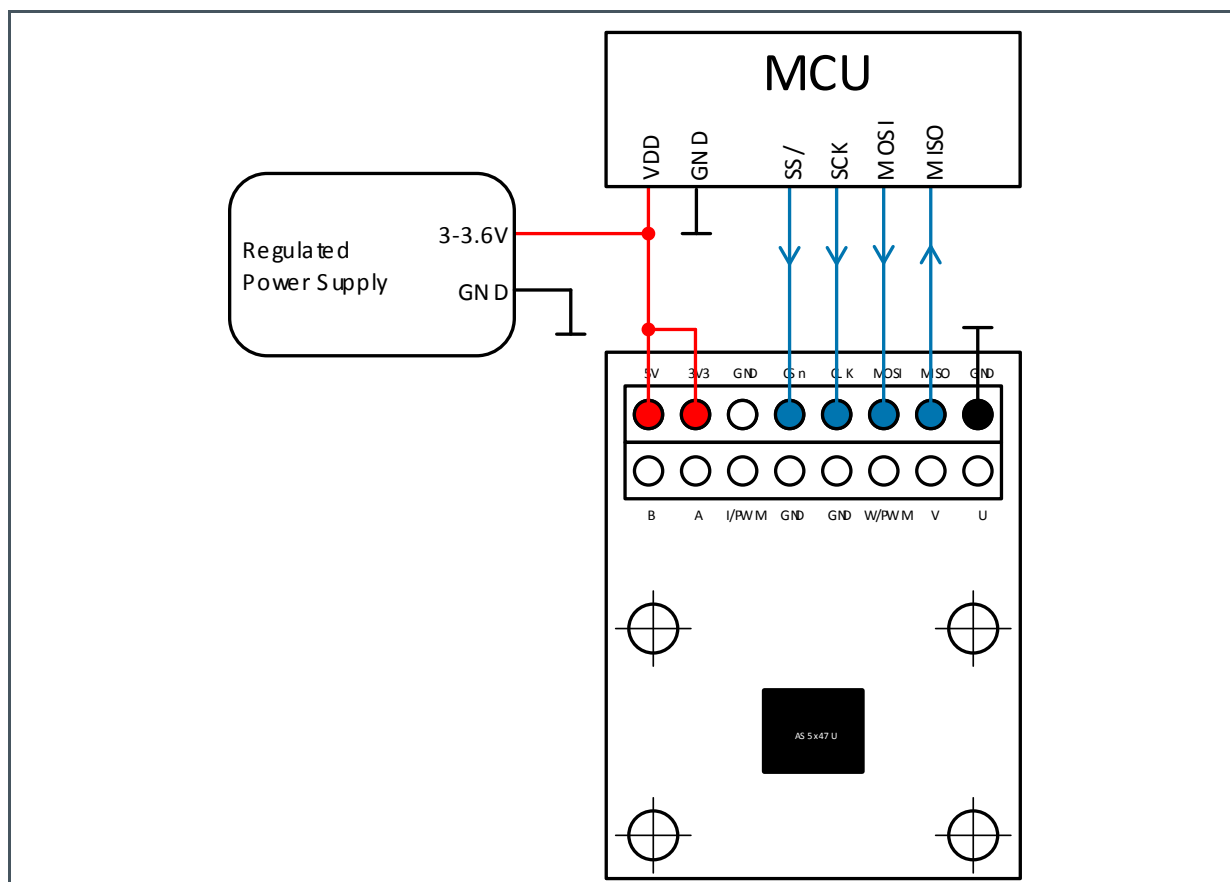 MCU
VDD GND SS/ SCK MOSI MISO
3-3.6V
Regulated
Power Supply
GND
5V 3V3 GND CSn CLK MOSI MISO GND
B A I/PWM GND GND W/PWM V U
AS5x47U